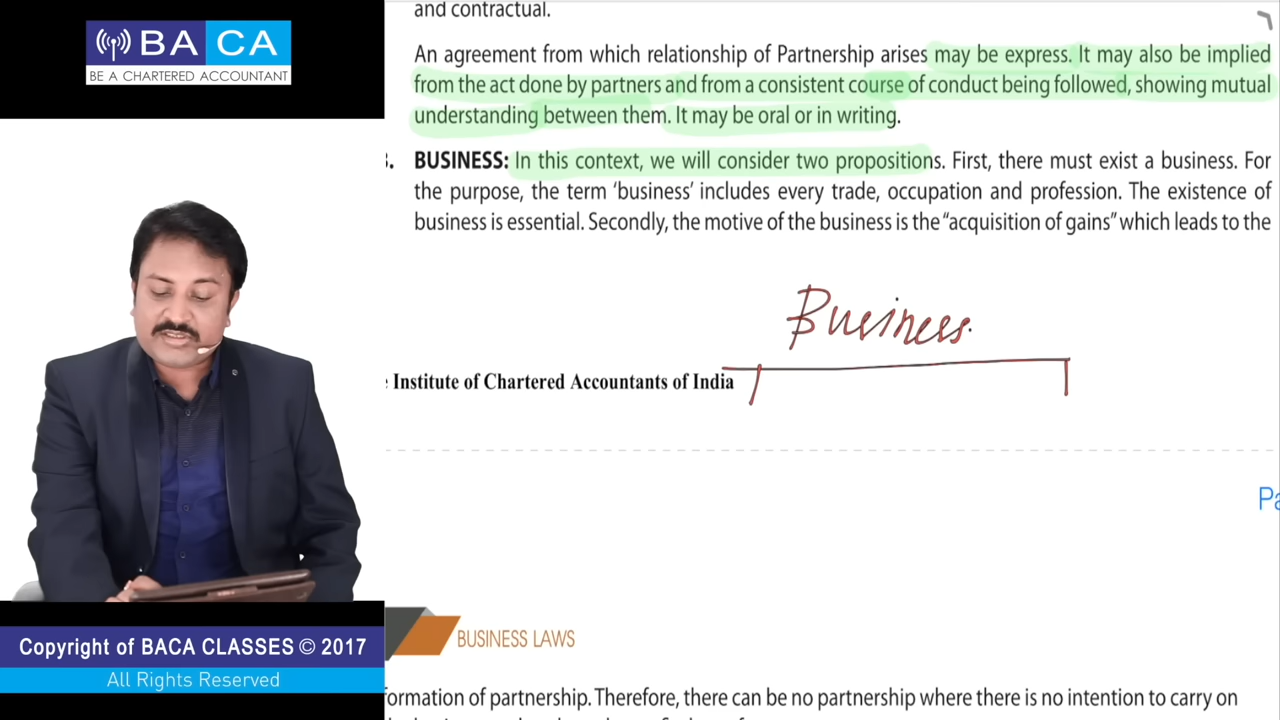 BA CA
BE A CHARTERED ACCOUNTANT
and contractual.
An agreement from which relationship of Partnership arises may be express. It may also be implied
from the act done by partners and from a consistent course of conduct being followed, showing mutual
understanding between them. It may be oral or in writing.
BUSINESS: In this context, we will consider two propositions. First, there must exist a business. For
the purpose, the term ‘business’ includes every trade, occupation and profession. The existence of
business is essential. Secondly, the motive of the business is the “acquisition of gains” which leads to the
Business
Institute of Chartered Accountants of India
Pa
BUSINESS LAWS
formation of partnership. Therefore, there can be no partnership where there is no intention to carry on
Copyright of BACA CLASSES © 2017
All Rights Reserved